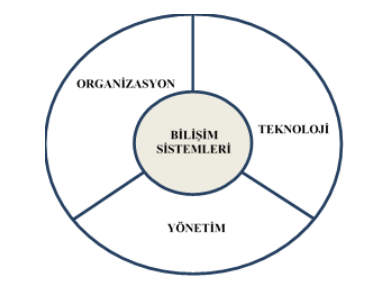 ORGANİZASYON
TEKNOLOJİ
BİLİŞİM
SİSTEMLERİ
YÖNETİM